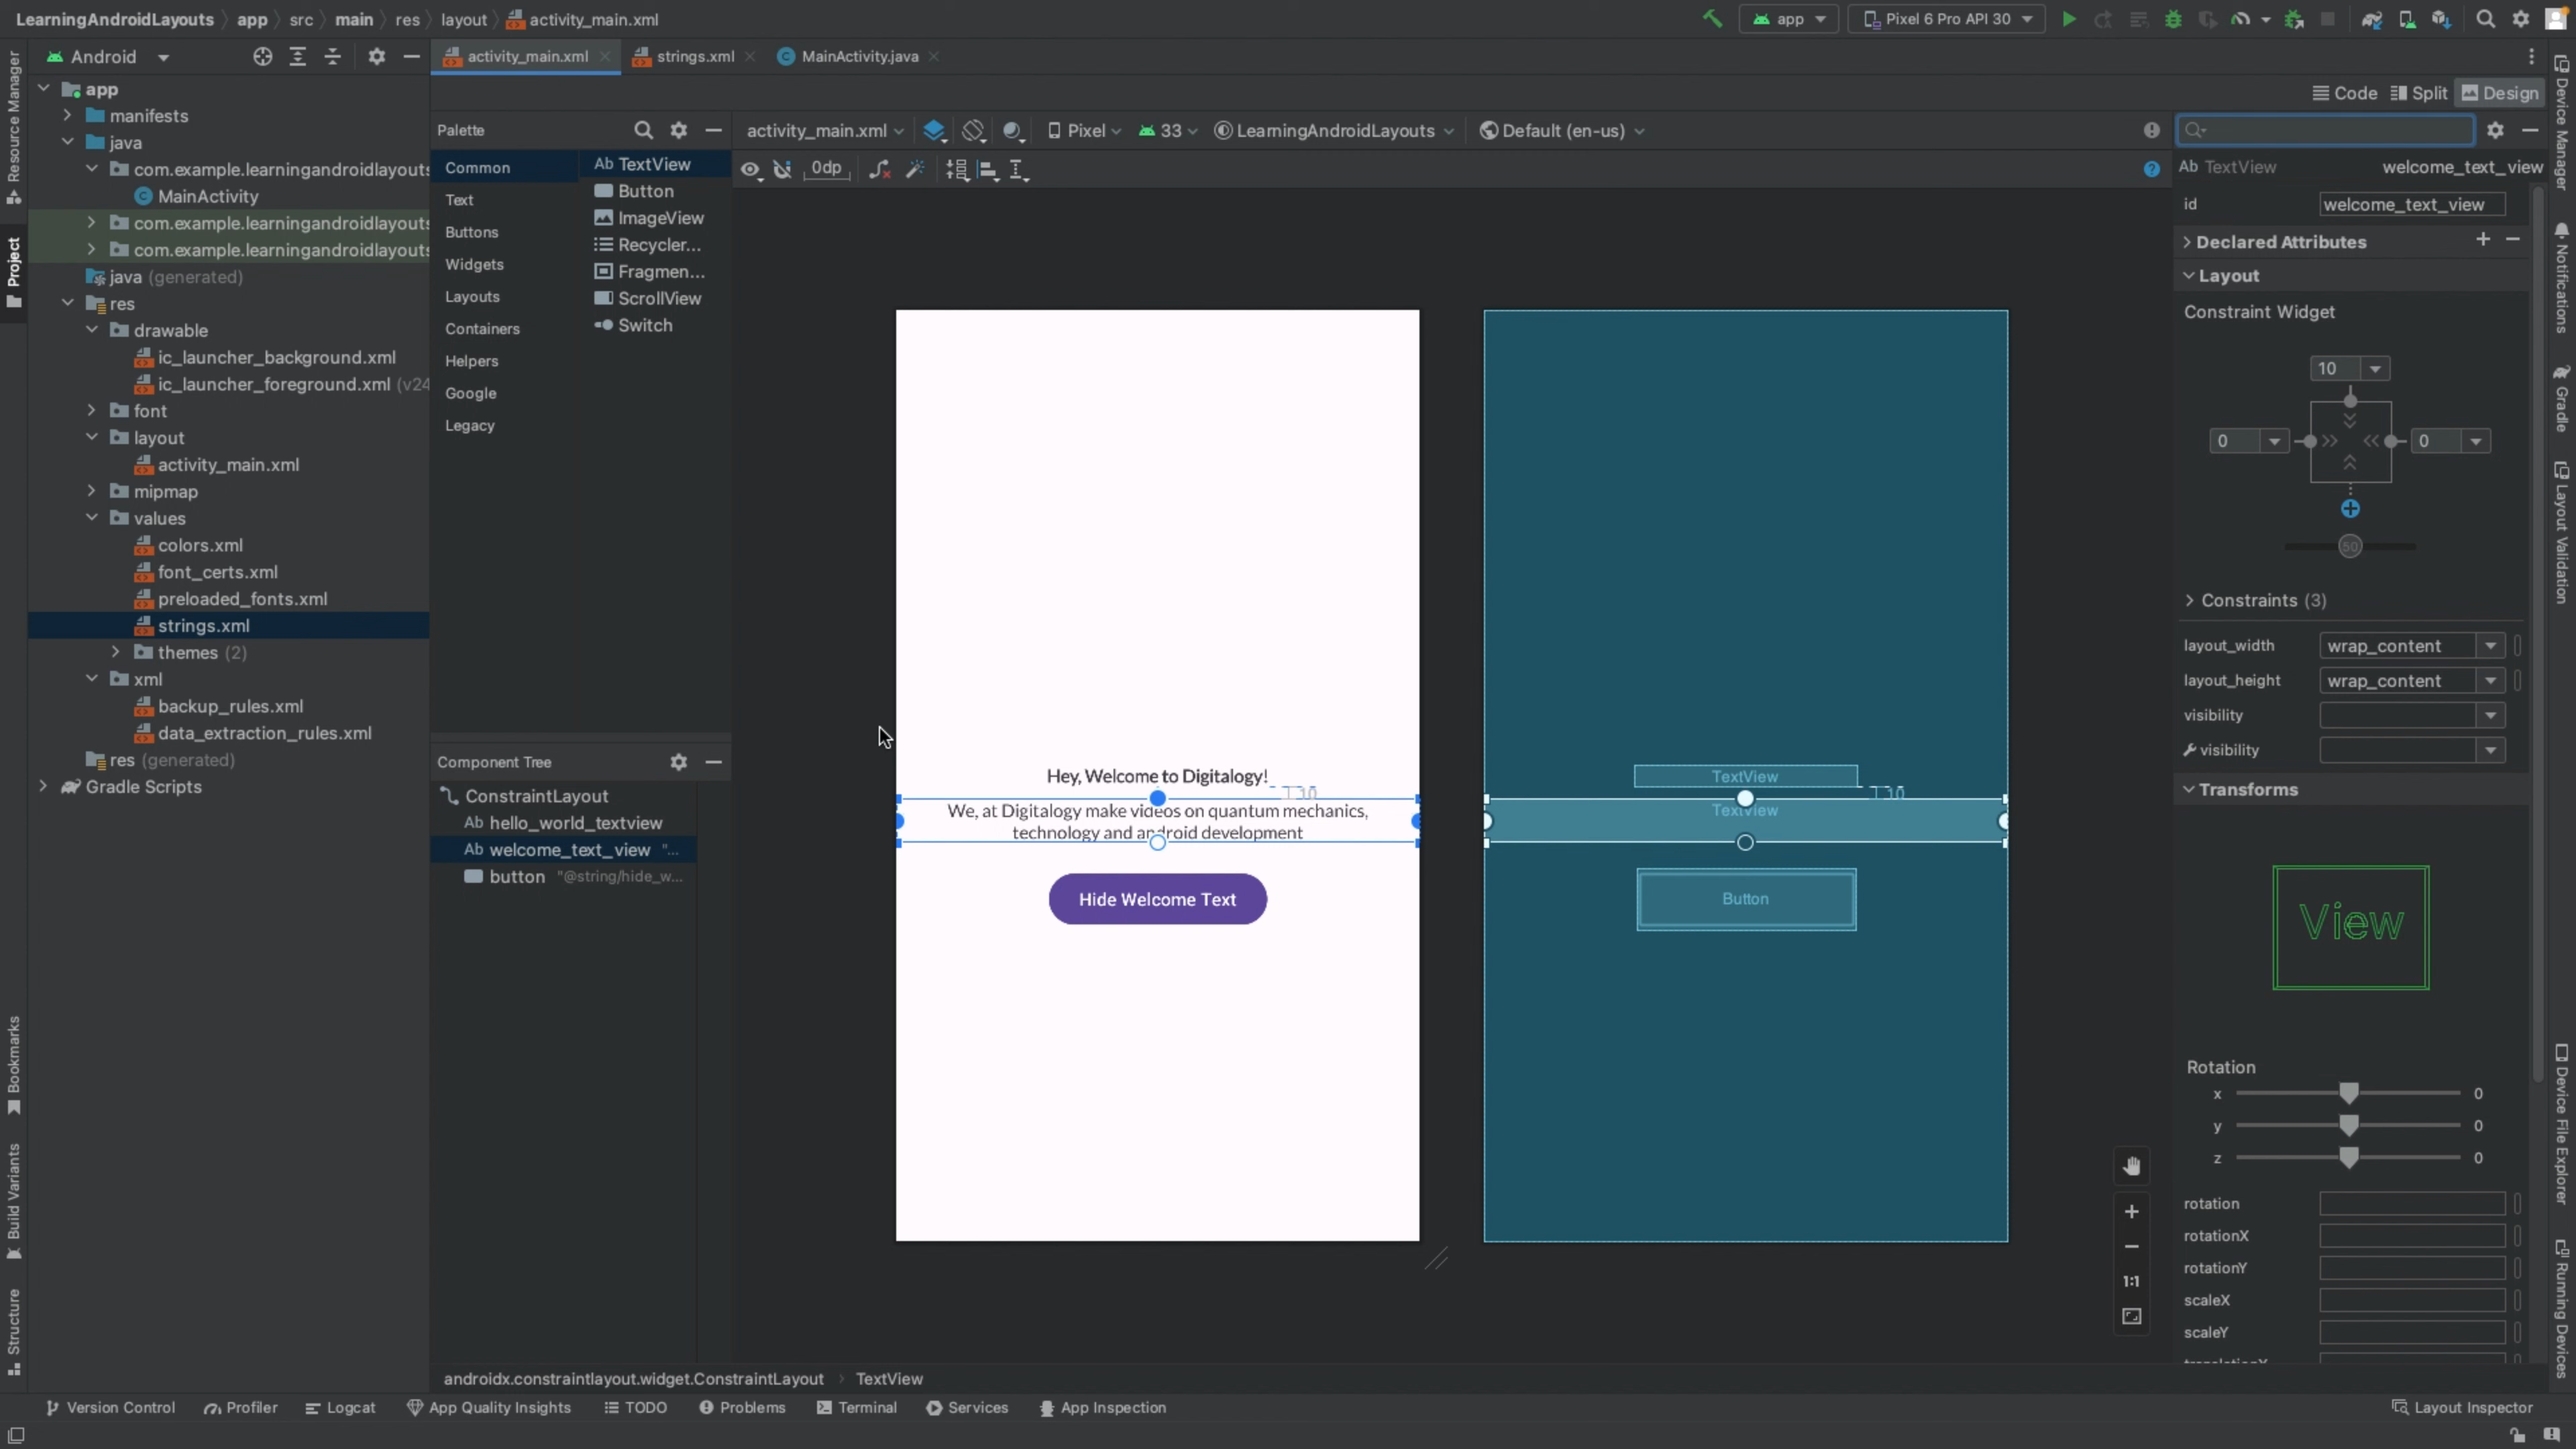 LearningAndroidLayouts app src main res layout activity_main.xml
app Pixel 6 Pro API 30
Android
activity_main.xml strings.xml MainActivity.java
Code Split Design
app
manifests
java
com.example.learningandroidlayouts
MainActivity
com.example.learningandroidlayouts
com.example.learningandroidlayouts
java (generated)
res
drawable
ic_launcher_background.xml
ic_launcher_foreground.xml (v24
font
layout
activity_main.xml
mipmap
values
colors.xml
font_certs.xml
preloaded_fonts.xml
strings.xml
themes (2)
xml
backup_rules.xml
data_extraction_rules.xml
res (generated)
Gradle Scripts
Resource Manager
Project
Bookmarks
Build Variants
Structure
Palette
Common
Text
Buttons
Widgets
Layouts
Containers
Helpers
Google
Legacy
Ab TextView
Button
ImageView
Recycler...
Fragmen...
ScrollView
Switch
Component Tree
ConstraintLayout
Ab hello_world_textview
Ab welcome_text_view "...
button "@string/hide_w...
activity_main.xml Pixel 33 LearningAndroidLayouts Default (en-us)
0dp
Hey, Welcome to Digitalogy!
10
We, at Digitalogy make videos on quantum mechanics,
technology and android development
Hide Welcome Text
TextView
10
TextView
Button
1:1
Ab TextView welcome_text_view
id welcome_text_view
Declared Attributes
Layout
Constraint Widget
10
0 0
50
Constraints (3)
layout_width wrap_content
layout_height wrap_content
visibility
visibility
Transforms
View
Rotation
x 0
y 0
z 0
rotation
rotationX
rotationY
scaleX
scaleY
Device Manager
Notifications
Gradle
Layout Validation
Device File Explorer
Running Devices
androidx.constraintlayout.widget.ConstraintLayout TextView
Version Control Profiler Logcat App Quality Insights TODO Problems Terminal Services App Inspection Layout Inspector